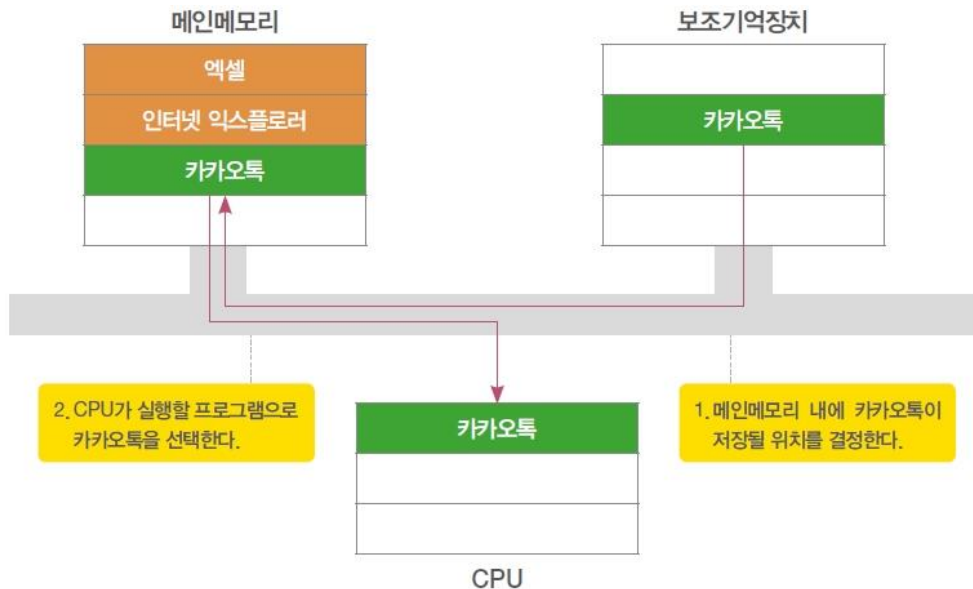 메인메모리
보조기억장치
엑셀
인터넷 익스플로러
카카오톡
카카오톡
2. CPU가 실행할 프로그램으로
카카오톡을 선택한다.
1. 메인메모리 내에 카카오톡이
저장될 위치를 결정한다.
카카오톡
CPU